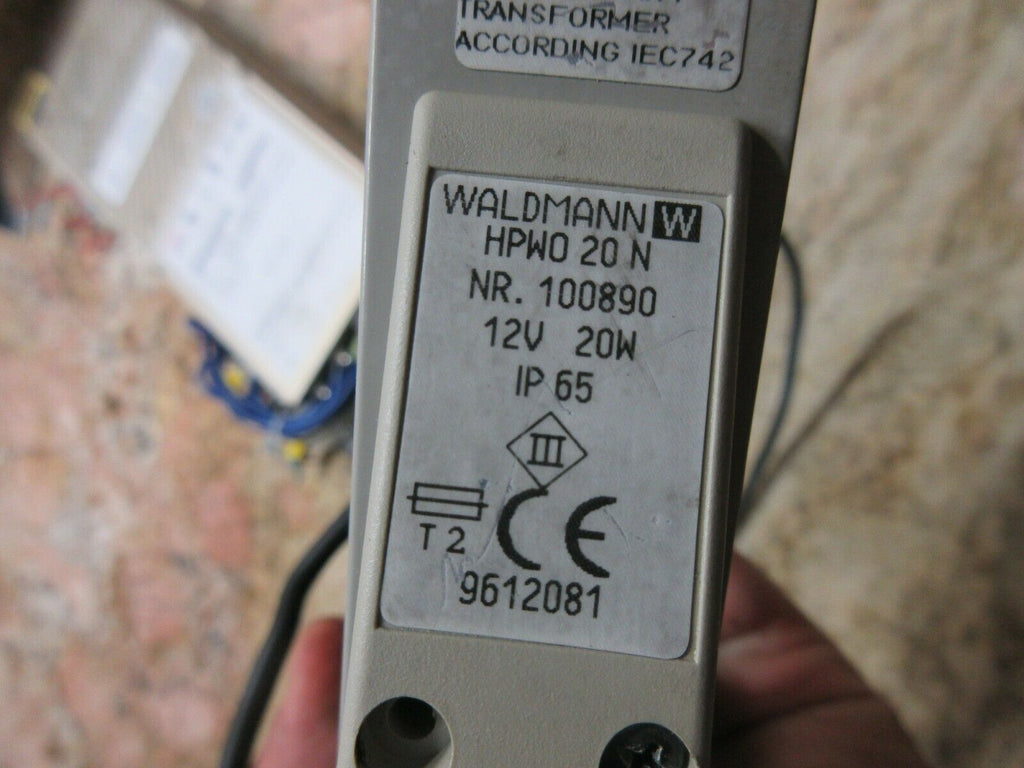 TRANSFORMER
ACCORDING IEC742
WALDMANN W
HPWO 20 N
NR. 100890
12V 20W
IP 65
III
T 2
CE
9612081